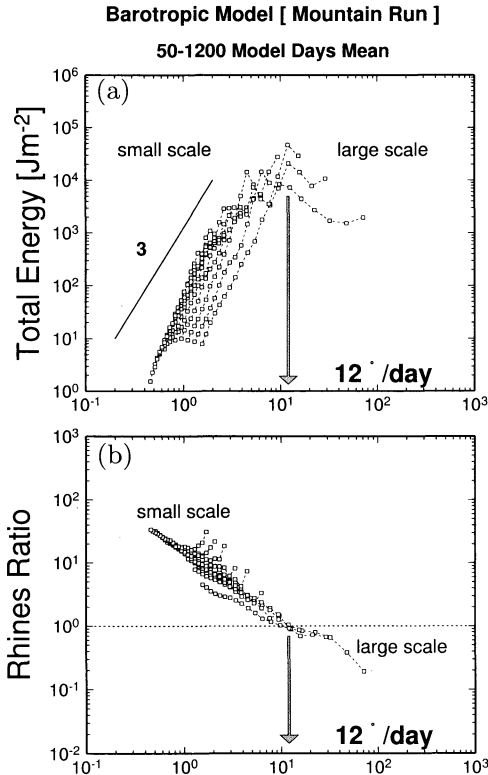 Barotropic Model [ Mountain Run ]
50-1200 Model Days Mean
Total Energy [Jm-2]
10^6
10^5
10^4
10^3
10^2
10^1
10^0
(a)
small scale
large scale
3
12°/day
10^-1 10^0 10^1 10^2 10^3
Rhines Ratio
10^3
10^2
10^1
10^0
10^-1
10^-2
(b)
small scale
large scale
12°/day
10^-1 10^0 10^1 10^2 10^3